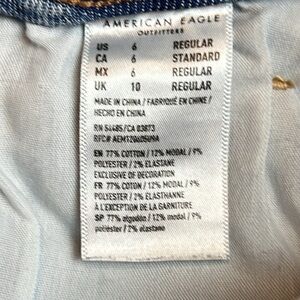 AMERICAN EAGLE
OUTFITTERS
US 6 REGULAR
CA 6 STANDARD
MX 6 REGULAR
UK 10 REGULAR
MADE IN CHINA / FABRIQUÉ EN CHINE /
HECHO EN CHINA
RN 54485/CA 03873
EN 77% COTTON / 12% MODAL / 9%
POLYESTER / 2% ELASTANE
EXCLUSIVE OF DECORATION
FR 77% COTON / 12% MODAL / 9%
POLYESTER / 2% ÉLASTHANNE
À L'EXCEPTION DE LA GARNITURE
SP 77% algodón / 12% modal / 9%
poliéster / 2% elastano